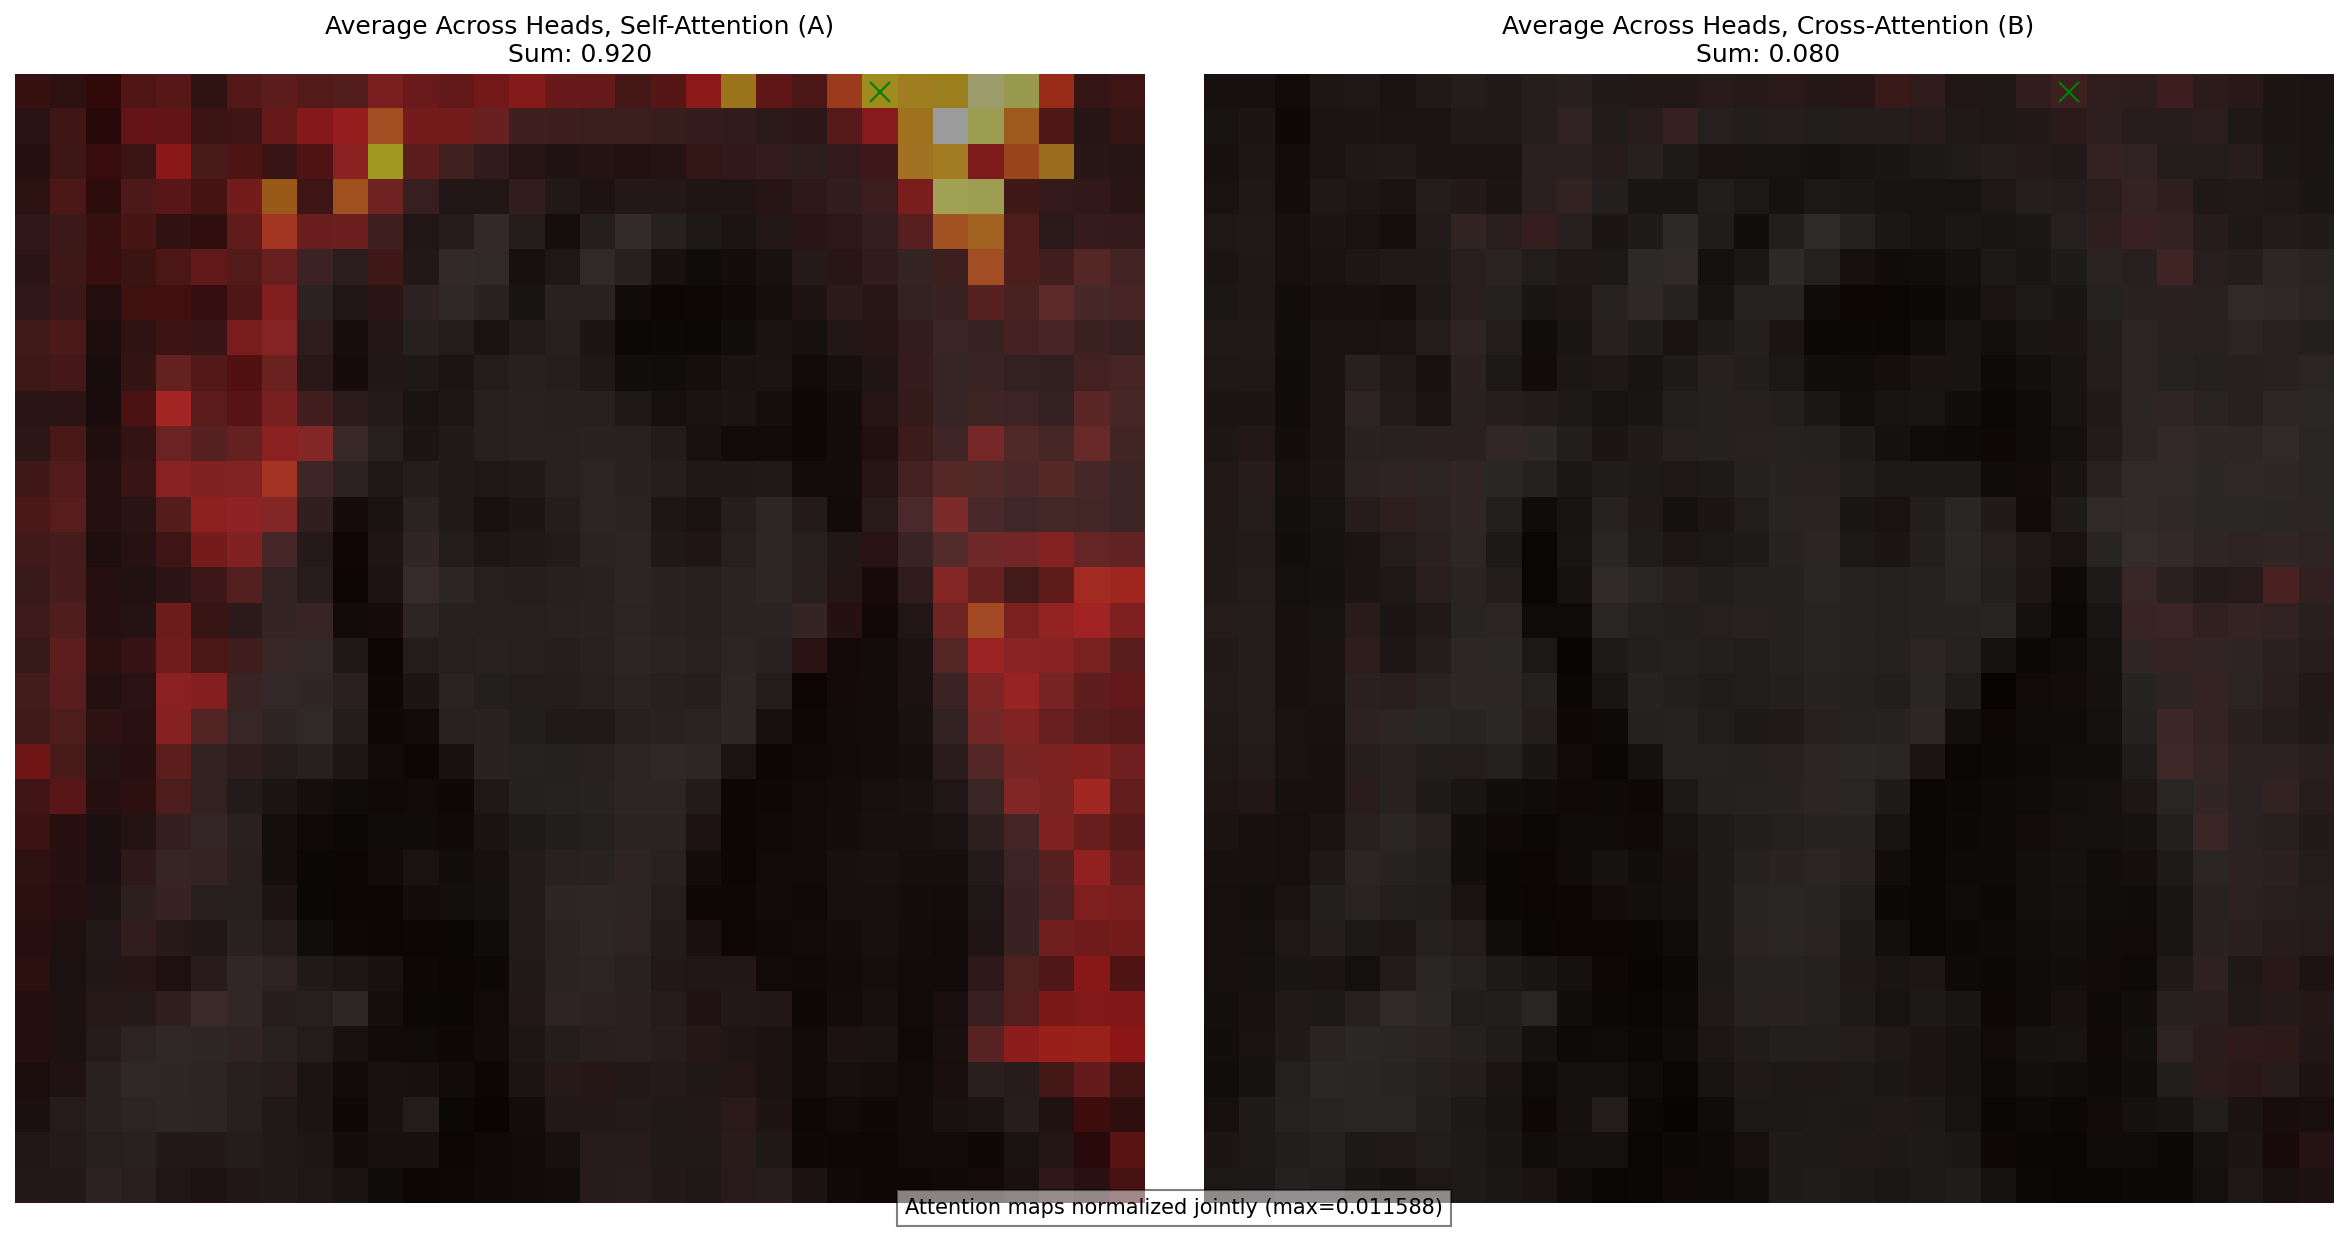 Average Across Heads, Self-Attention (A)
Sum: 0.920
Average Across Heads, Cross-Attention (B)
Sum: 0.080
Attention maps normalized jointly (max=0.011588)